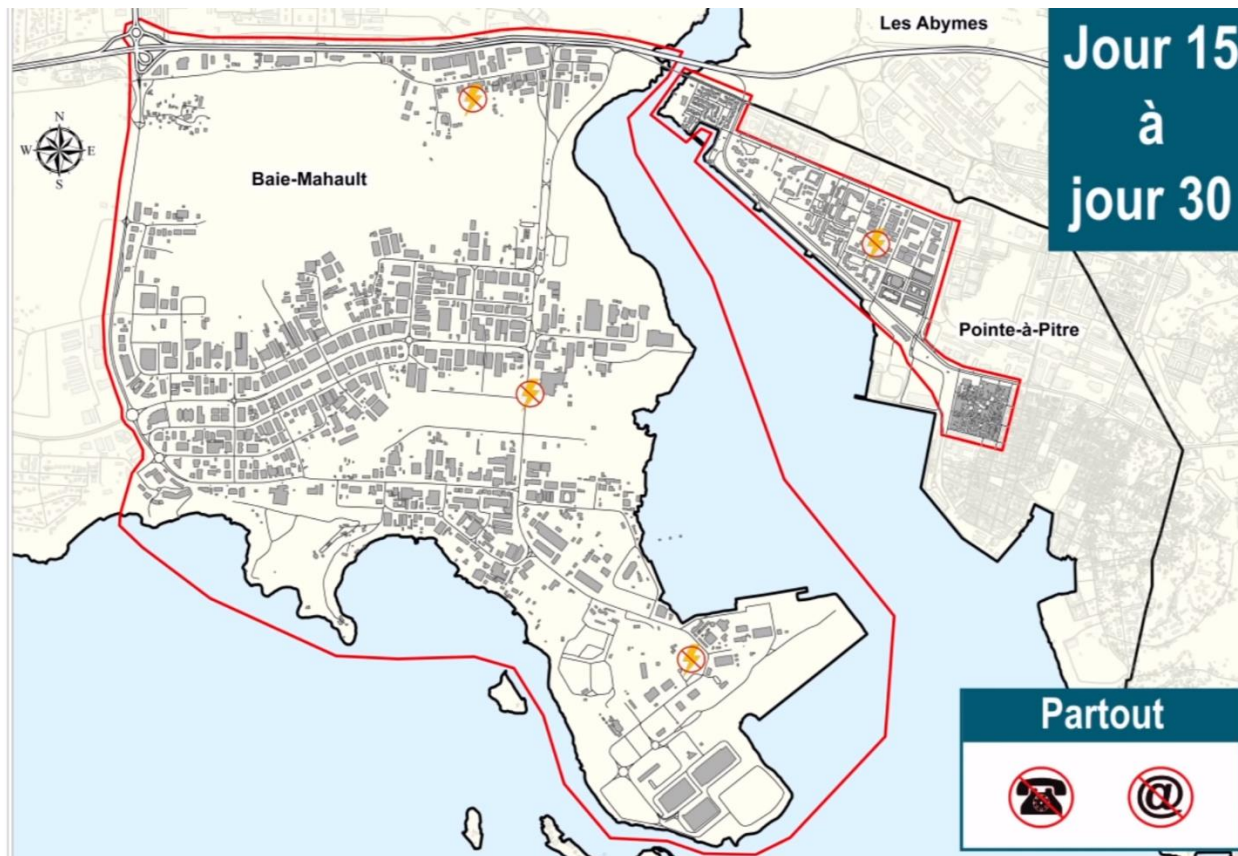 Les Abymes
Jour 15
à
jour 30
N
W E
S
Baie-Mahault
Pointe-à-Pitre
Partout
@